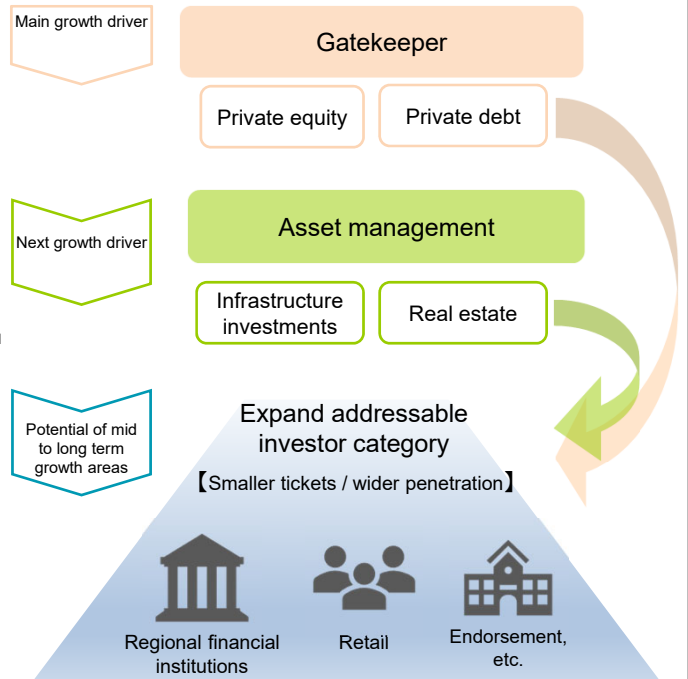 Main growth driver
Gatekeeper
Private equity
Private debt
Next growth driver
Asset management
Infrastructure
investments
Real estate
Potential of mid
to long term
growth areas
Expand addressable
investor category
【Smaller tickets / wider penetration】
Regional financial
institutions
Retail
Endorsement,
etc.